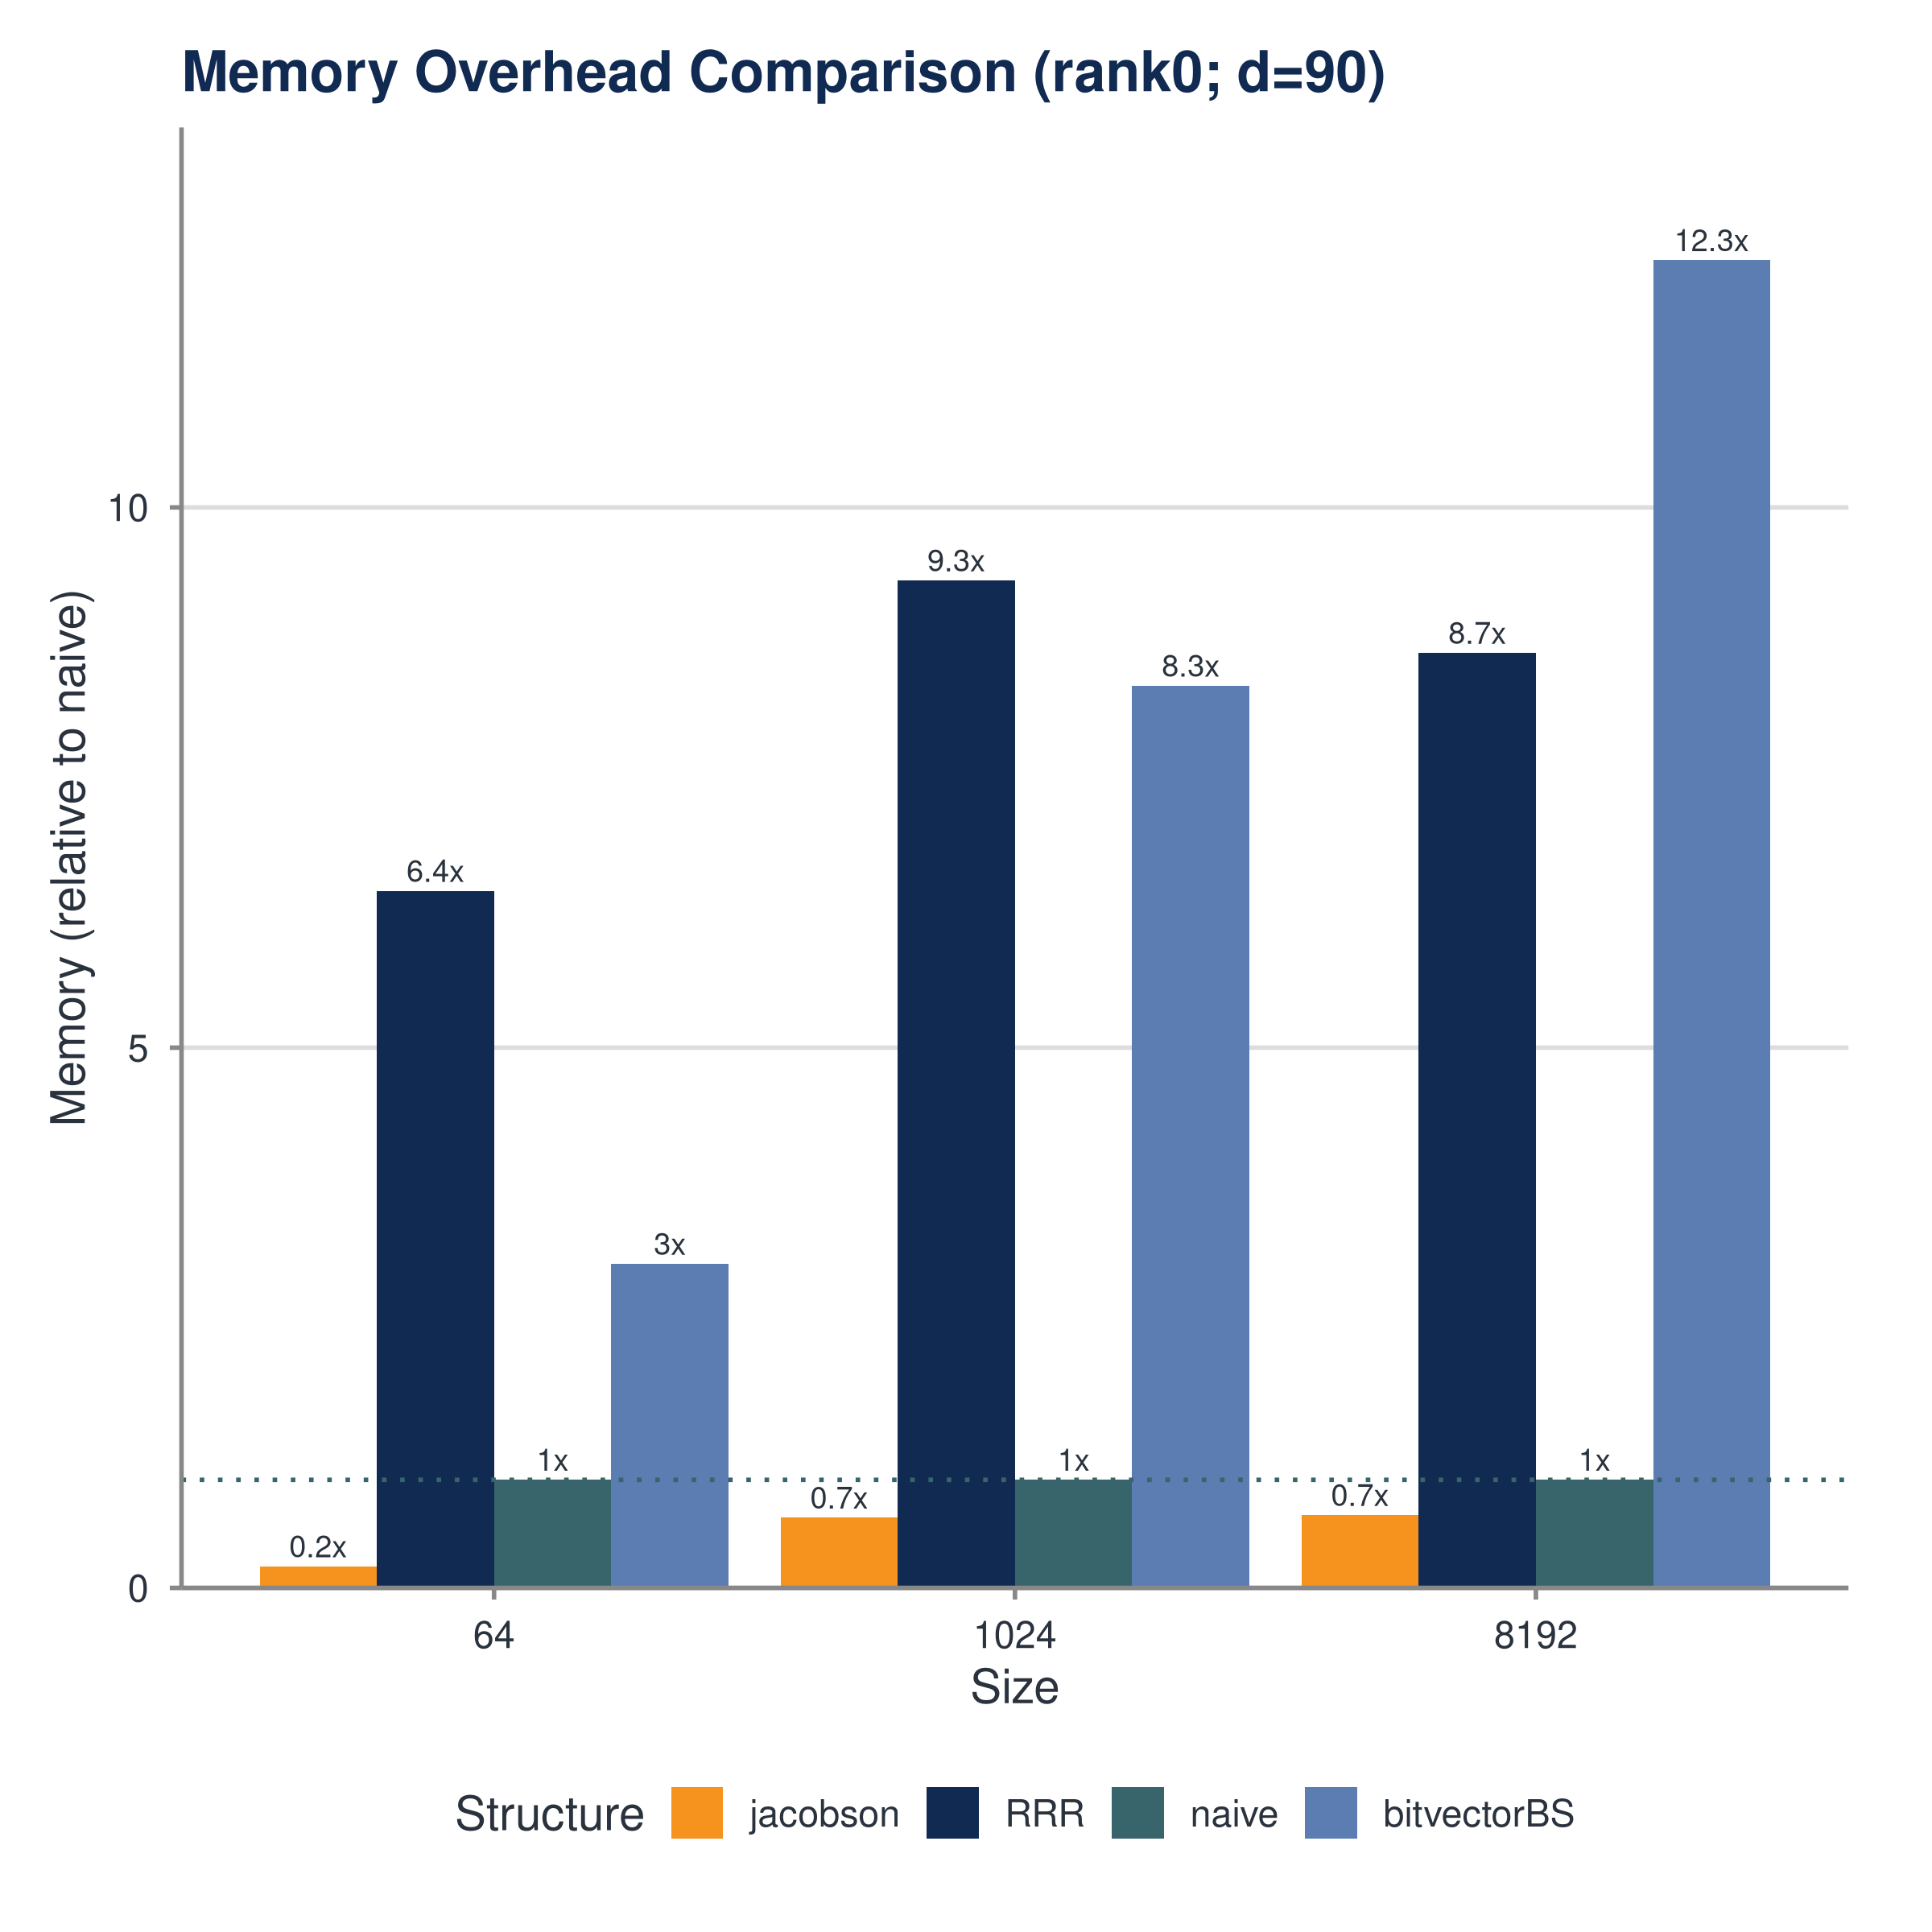 Memory Overhead Comparison (rank0; d=90)
Memory (relative to naive)
10
5
0
0.2x
6.4x
1x
3x
0.7x
9.3x
1x
8.3x
0.7x
8.7x
1x
12.3x
64
1024
8192
Size
Structure jacobson RRR naive bitvectorBS